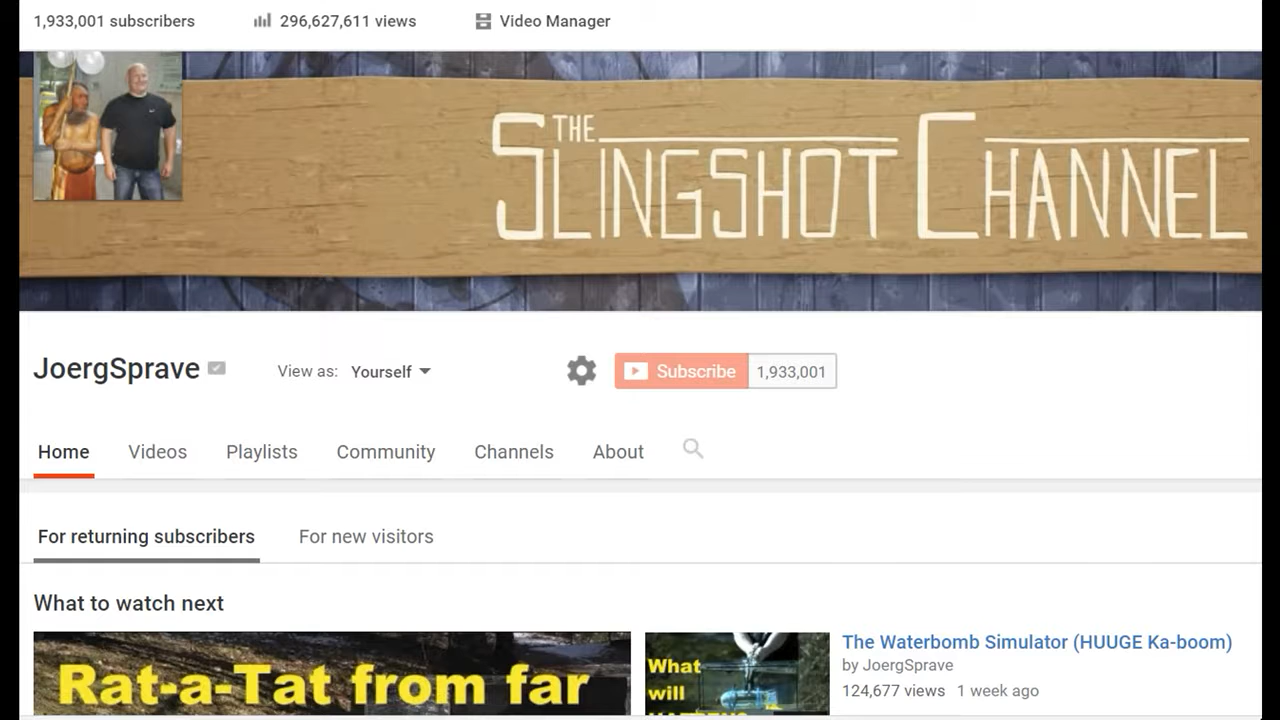 1,933,001 subscribers 296,627,611 views Video Manager
THE
SLINGSHOT CHANNEL
JoergSprave View as: Yourself Subscribe 1,933,001
Home Videos Playlists Community Channels About
For returning subscribers For new visitors
What to watch next
Rat-a-Tat from far
What
will
HAPPEN?
The Waterbomb Simulator (HUUGE Ka-boom)
by JoergSprave
124,677 views 1 week ago